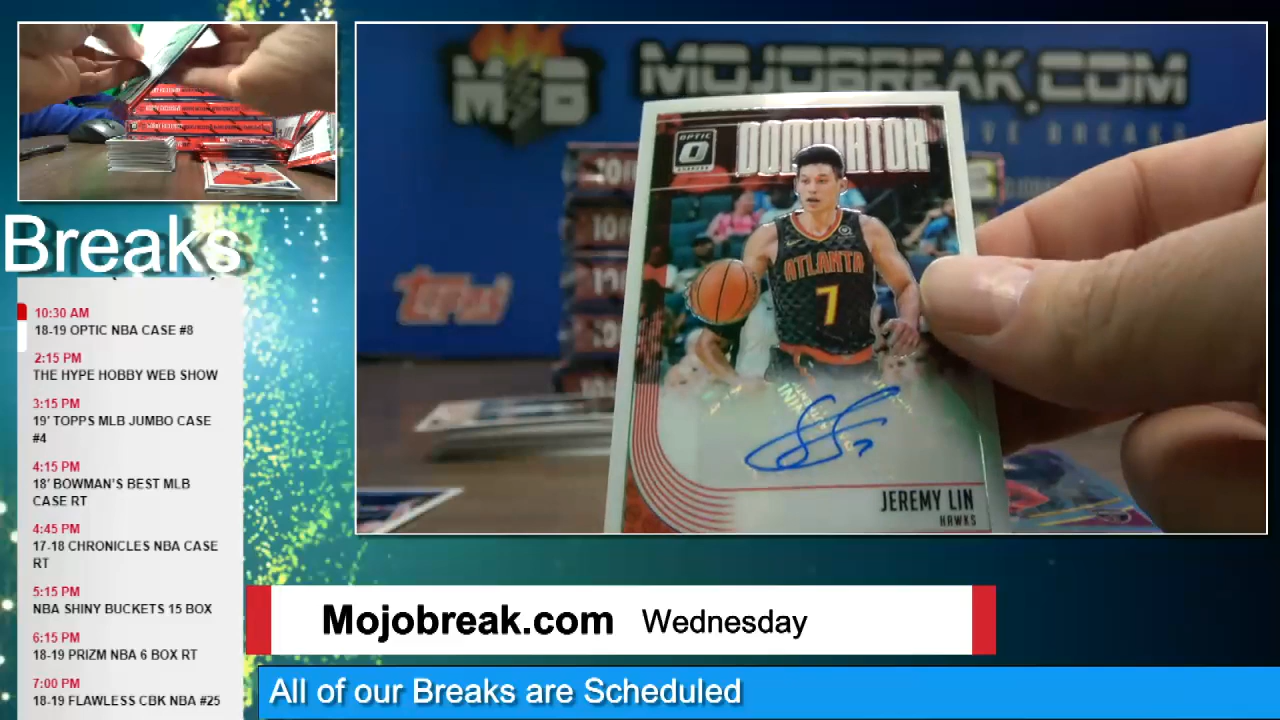 MOJOBREAK.COM
M B
LIVE BREAKS
OPTIC
DOMINATOR
ATLANTA
7
JEREMY LIN
HAWKS
Topps
Breaks
10:30 AM
18-19 OPTIC NBA CASE #8
2:15 PM
THE HYPE HOBBY WEB SHOW
3:15 PM
19' TOPPS MLB JUMBO CASE
#4
4:15 PM
18' BOWMAN'S BEST MLB
CASE RT
4:45 PM
17-18 CHRONICLES NBA CASE
RT
5:15 PM
NBA SHINY BUCKETS 15 BOX
6:15 PM
18-19 PRIZM NBA 6 BOX RT
7:00 PM
18-19 FLAWLESS CBK NBA #25
Mojobreak.com Wednesday
All of our Breaks are Scheduled